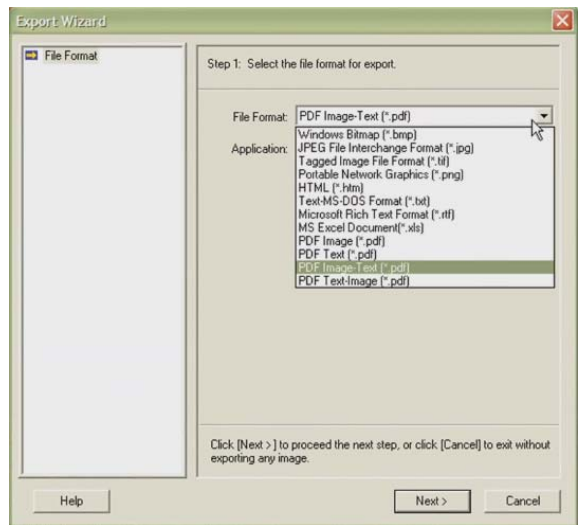 Export Wizard
File Format
Step 1: Select the file format for export.
File Format: PDF Image-Text (*.pdf)
Application:
Windows Bitmap (*.bmp)
JPEG File Interchange Format (*.jpg)
Tagged Image File Format (*.tif)
Portable Network Graphics (*.png)
HTML (*.htm)
Text-MS-DOS Format (*.txt)
Microsoft Rich Text Format (*.rtf)
MS Excel Document(*.xls)
PDF Image (*.pdf)
PDF Text (*.pdf)
PDF Image-Text (*.pdf)
PDF Text-Image (*.pdf)
Click [Next >] to proceed the next step, or click [Cancel] to exit without
exporting any image.
Help
Next >
Cancel